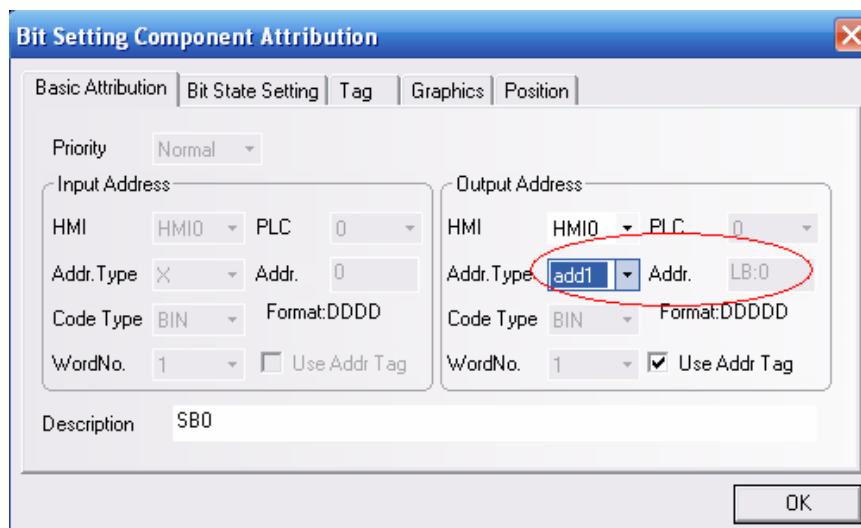 Bit Setting Component Attribution
Basic Attribution Bit State Setting Tag Graphics Position
Priority Normal
Input Address Output Address
HMI HMI0 PLC 0 HMI HMI0 PLC 0
Addr.Type X Addr. 0 Addr.Type add1 Addr. LB:0
Code Type BIN Format:DDDD Code Type BIN Format:DDDDD
WordNo. 1 Use Addr Tag WordNo. 1 Use Addr Tag
Description SB0
OK